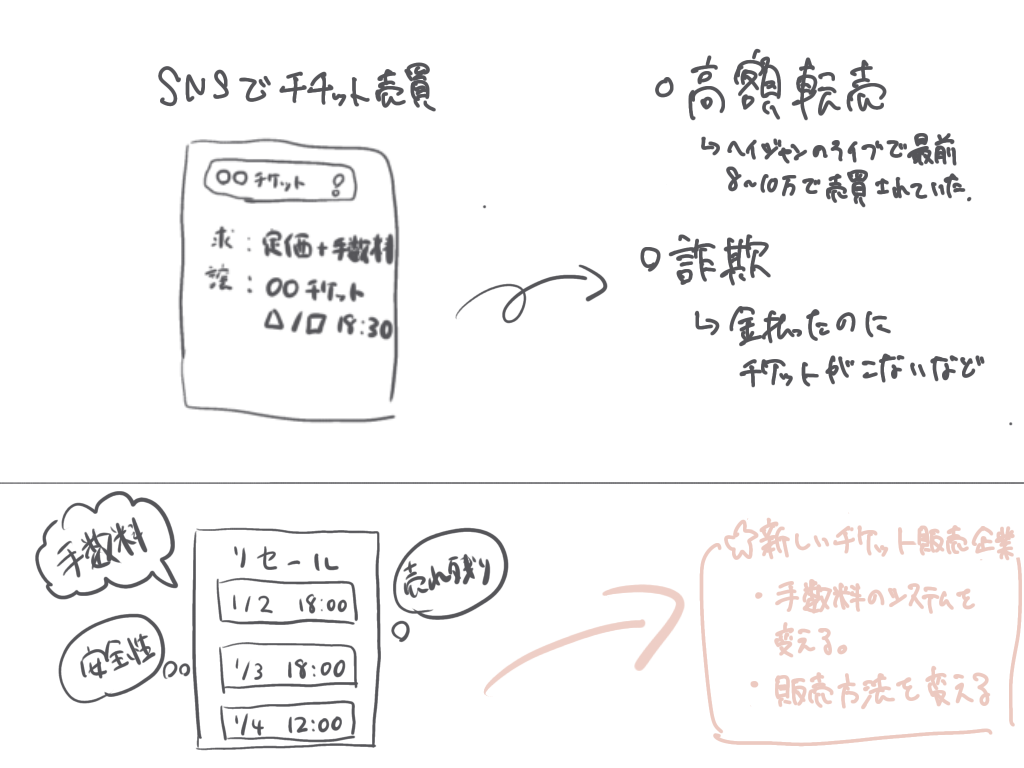 SNSでチケット売買
○○チケット
求：定価＋手数料
譲：○○チケット
△/□ 18:30
○高額転売
↳ヘイジャンのライブで最前
8~10万で売買されていた。
○詐欺
↳金払ったのに
チケットがこないなど
手数料
安全性
リセール
1/2 18:00
1/3 18:00
1/4 12:00
売れ残り
☆新しいチケット販売企業
・手数料のシステムを
変える。
・販売方法を変える